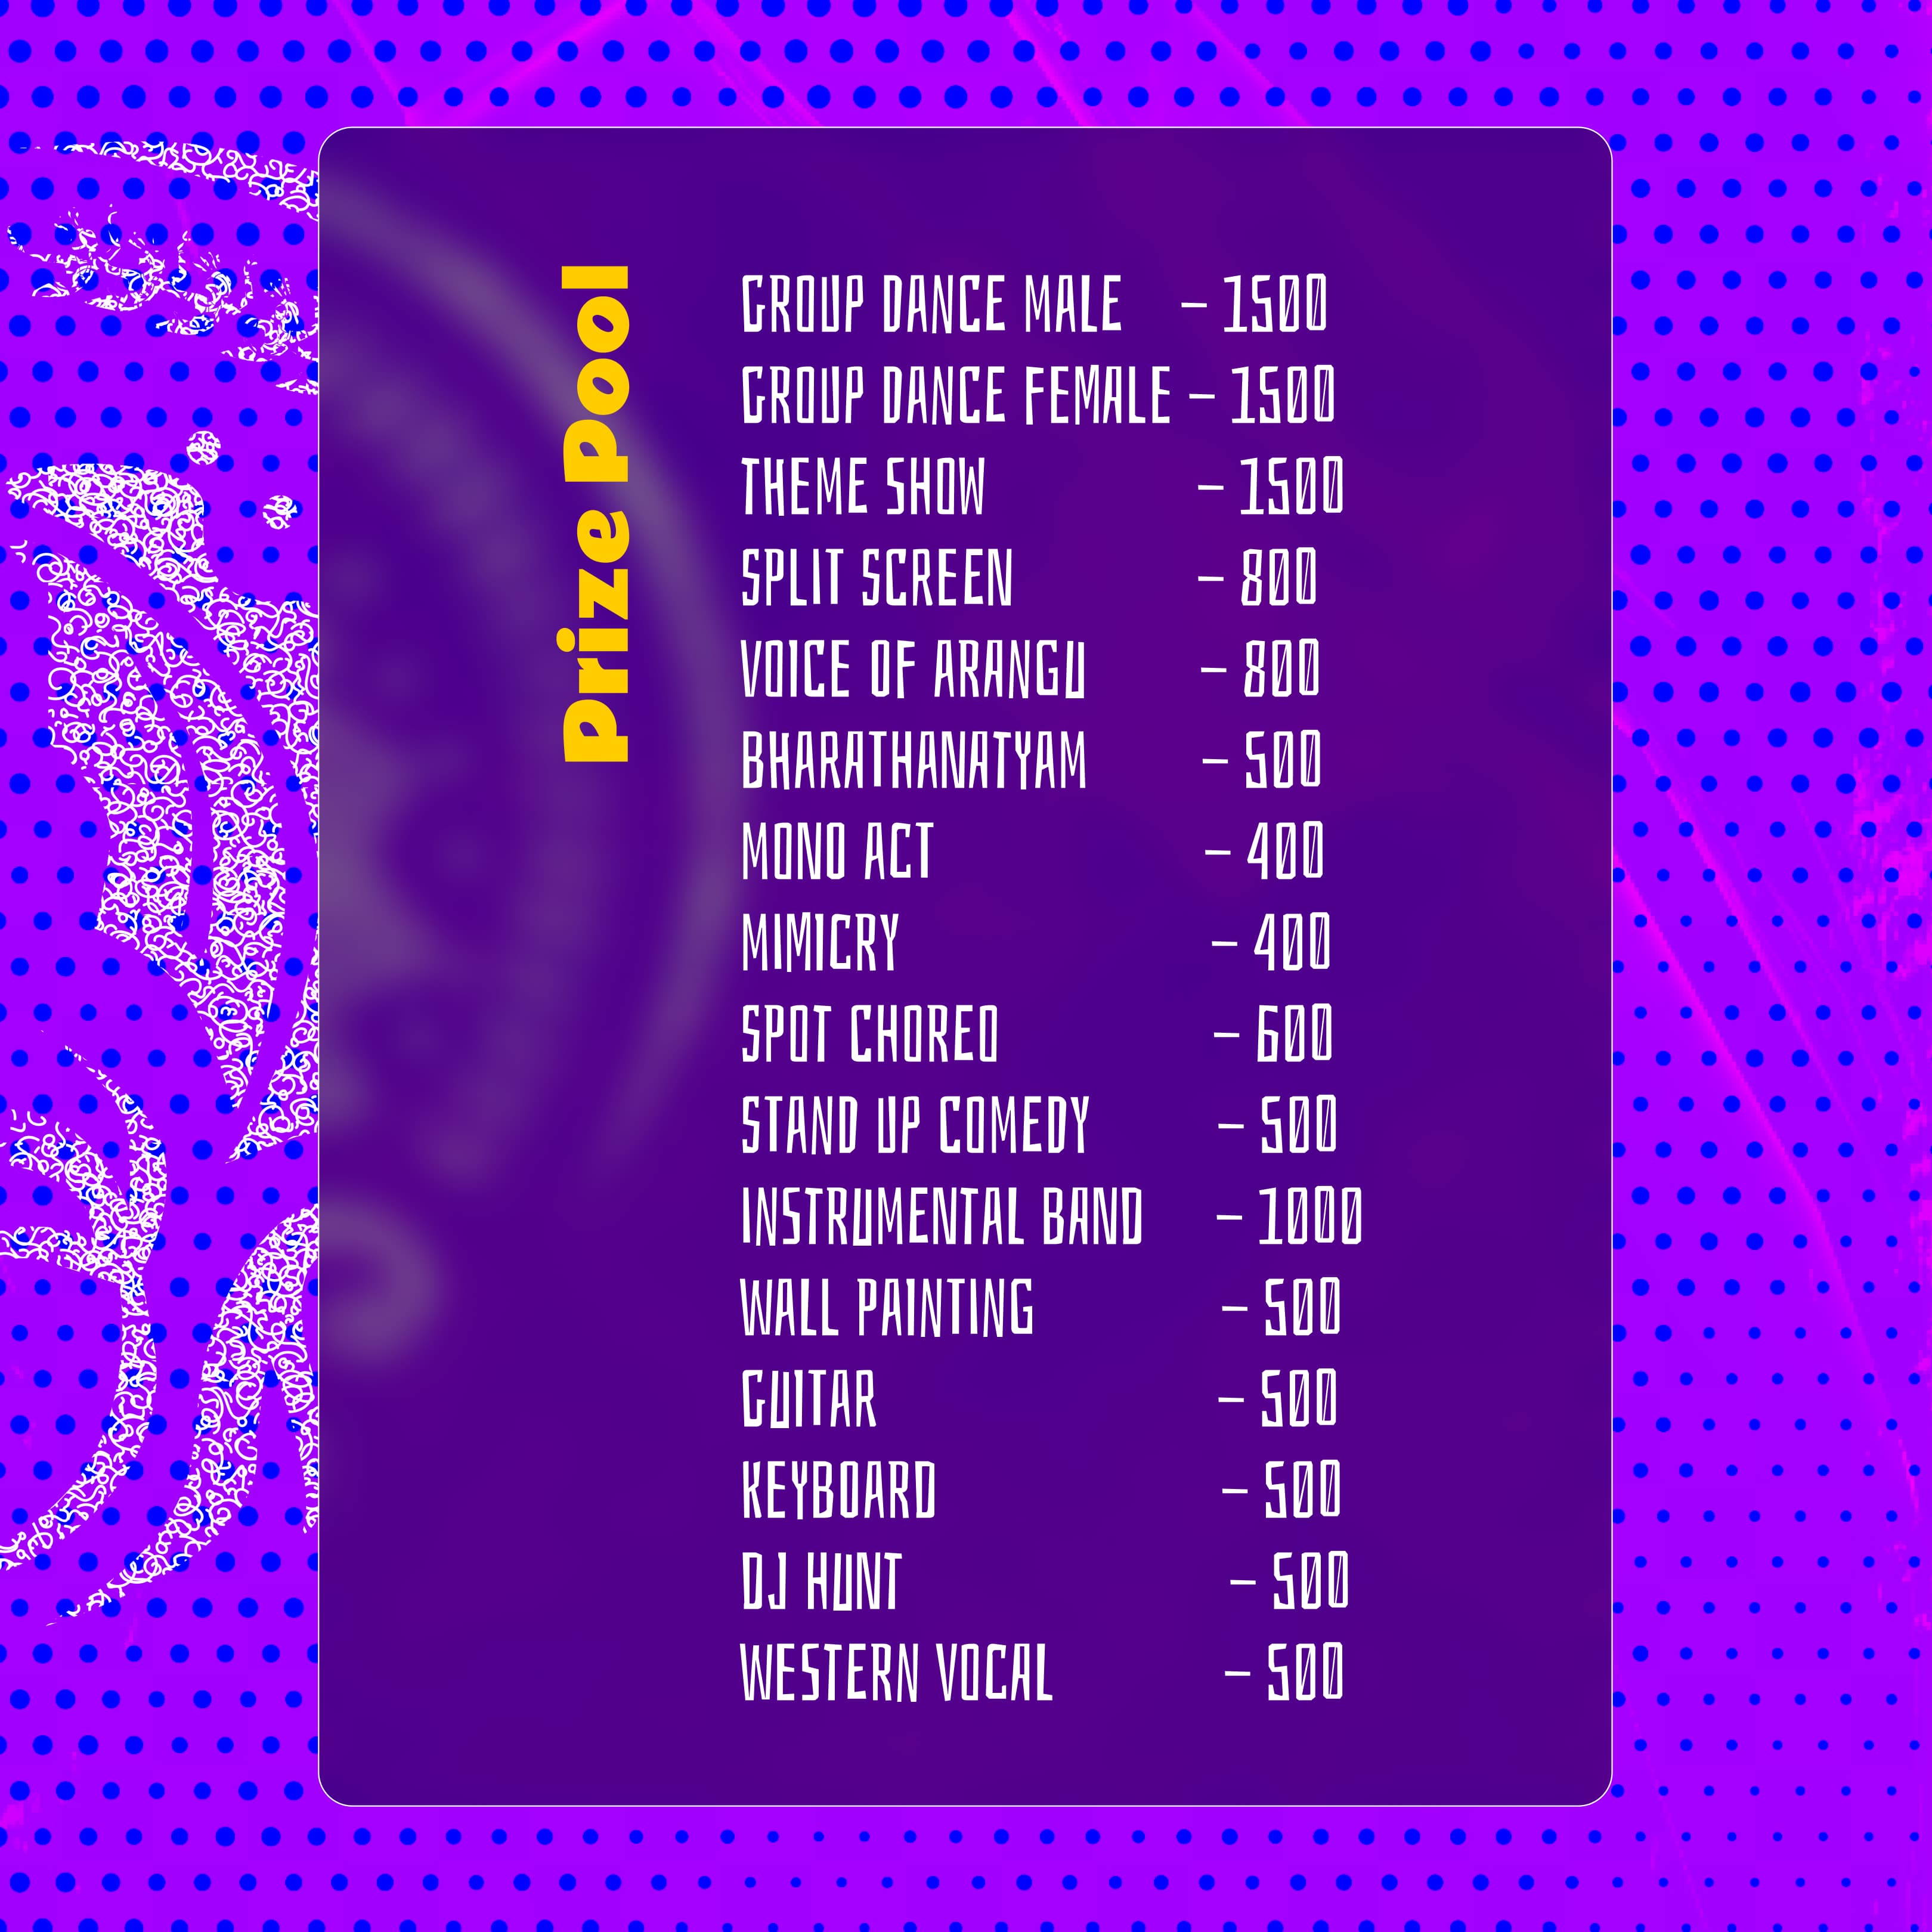 Prize Pool
GROUP DANCE MALE – 1500
GROUP DANCE FEMALE – 1500
THEME SHOW – 1500
SPLIT SCREEN – 800
VOICE OF ARANGU – 800
BHARATHANATYAM – 500
MONO ACT – 400
MIMICRY – 400
SPOT CHOREO – 600
STAND UP COMEDY – 500
INSTRUMENTAL BAND – 1000
WALL PAINTING – 500
GUITAR – 500
KEYBOARD – 500
DJ HUNT – 500
WESTERN VOCAL – 500